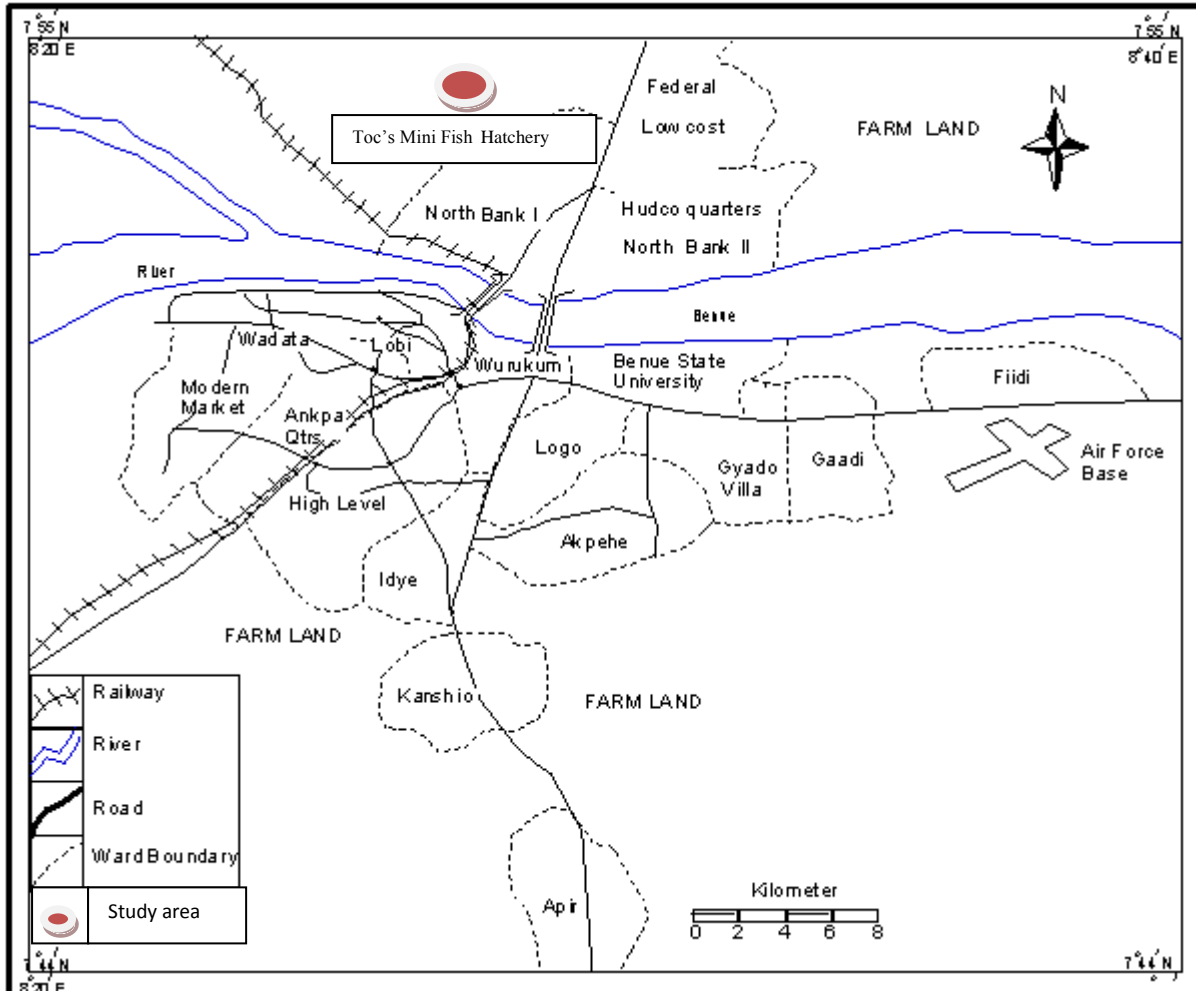 7°55' N
8°20' E
7°55' N
8°40' E
N
Federal
Low cost
FARM LAND
Toc's Mini Fish Hatchery
North Bank I
Hudco quarters
North Bank II
River
Benue
Wadata
Lobi
Wurukum
Benue State
University
Fiidi
Modern
Market
Ankpa
Qtrs
Logo
Gyado
Villa
Gaadi
Air Force
Base
High Level
Akpehe
Idye
FARM LAND
Kanshio
FARM LAND
Railway
River
Road
Ward Boundary
Study area
Apir
Kilometer
0 2 4 6 8
7°44' N
8°20' E
7°44' N